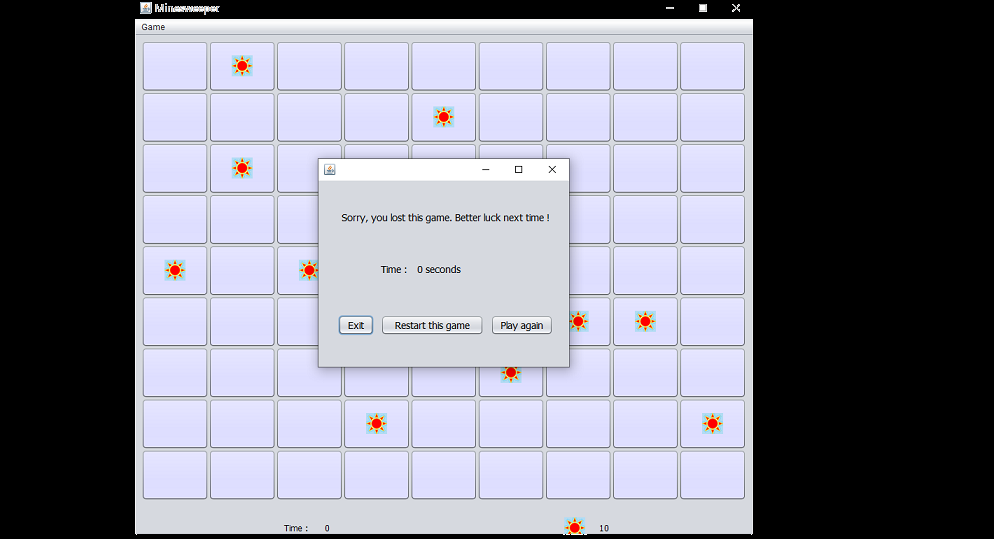 Minesweeper
Game
Sorry, you lost this game. Better luck next time !
Time : 0 seconds
Exit Restart this game Play again
Time : 0 10